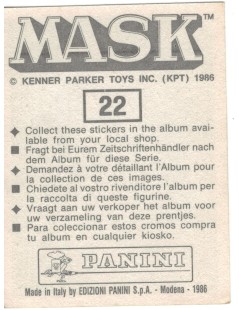 MASK™
© KENNER PARKER TOYS INC. (KPT) 1986
22
Collect these stickers in the album avai-
lable from your local shop.
Fragt bei Eurem Zeitschriftenhändler nach
dem Album für diese Serie.
Demandez à votre détaillant l'Album pour
la collection de ces images.
Chiedete al vostro rivenditore l'album per
la raccolta di queste figurine.
Vraagt aan uw verkoper het album voor
uw verzameling van deze prentjes.
Para coleccionar estos cromos compra
tu album en cualquier kiosko.
PANINI
Made in Italy by EDIZIONI PANINI S.p.A. - Modena - 1986